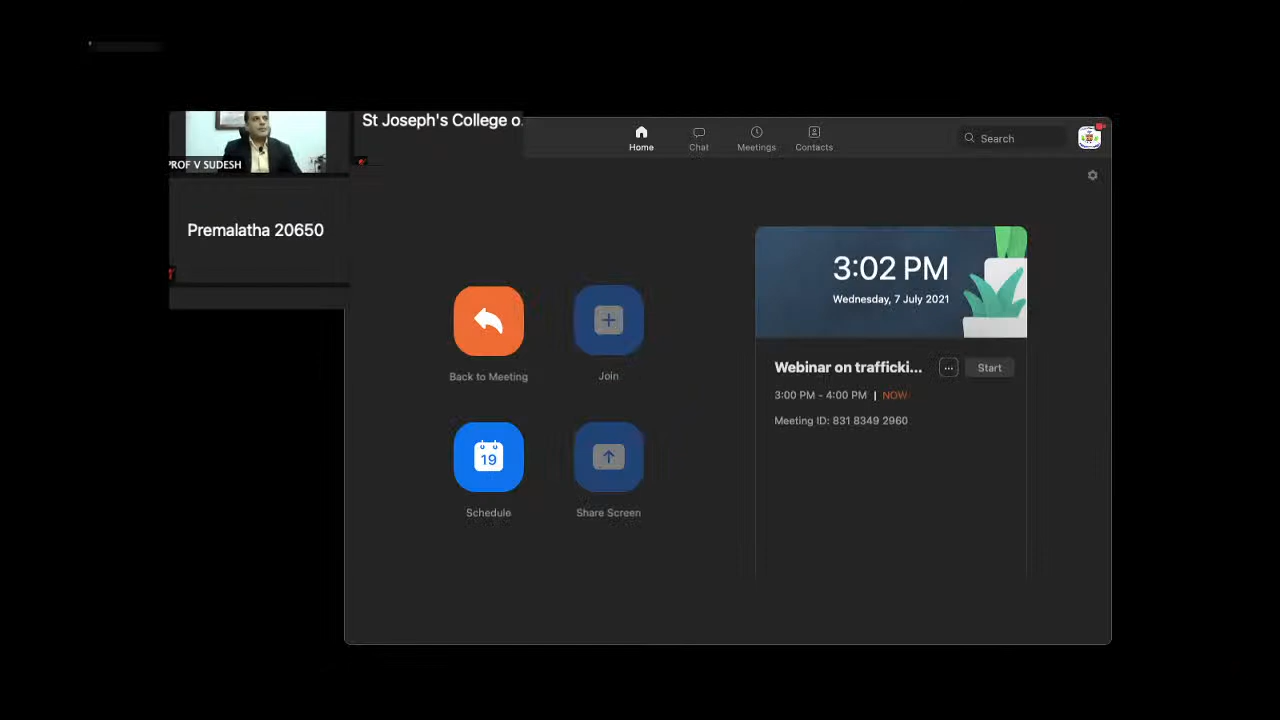 St Joseph's College o.
PROF V SUDESH
Premalatha 20650
Home
Chat
Meetings
Contacts
Search
3:02 PM
Wednesday, 7 July 2021
Back to Meeting
Join
Webinar on trafficki... ... Start
3:00 PM - 4:00 PM | NOW
Meeting ID: 831 8349 2960
19
Schedule
Share Screen